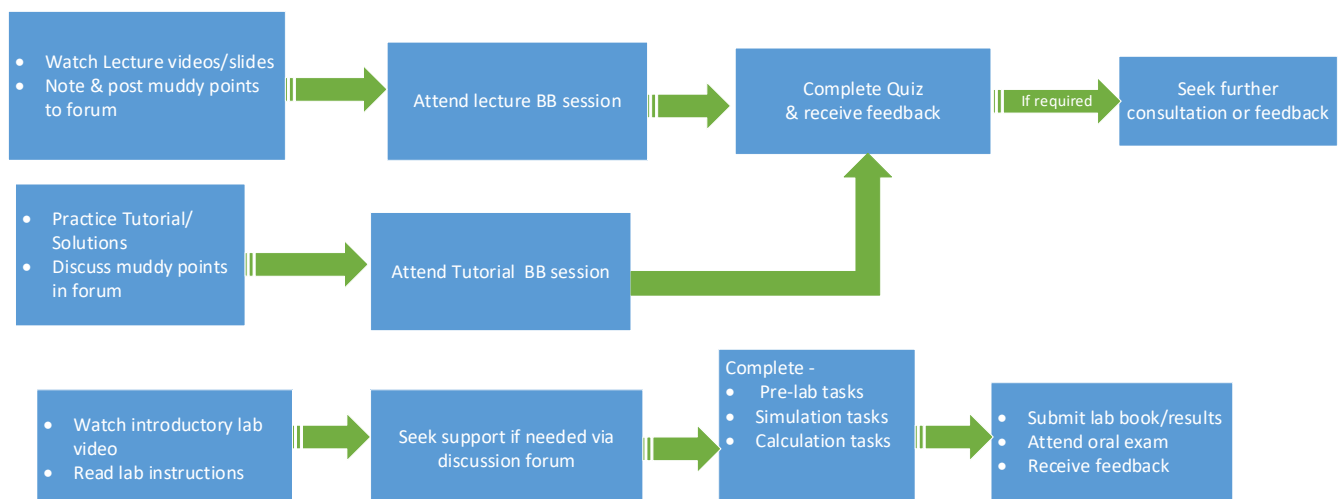 • Watch Lecture videos/slides
• Note & post muddy points
to forum
Attend lecture BB session
Complete Quiz
& receive feedback
If required
Seek further
consultation or feedback
• Practice Tutorial/
Solutions
• Discuss muddy points
in forum
Attend Tutorial BB session
• Watch introductory lab
video
• Read lab instructions
Seek support if needed via
discussion forum
Complete -
• Pre-lab tasks
• Simulation tasks
• Calculation tasks
• Submit lab book/results
• Attend oral exam
• Receive feedback